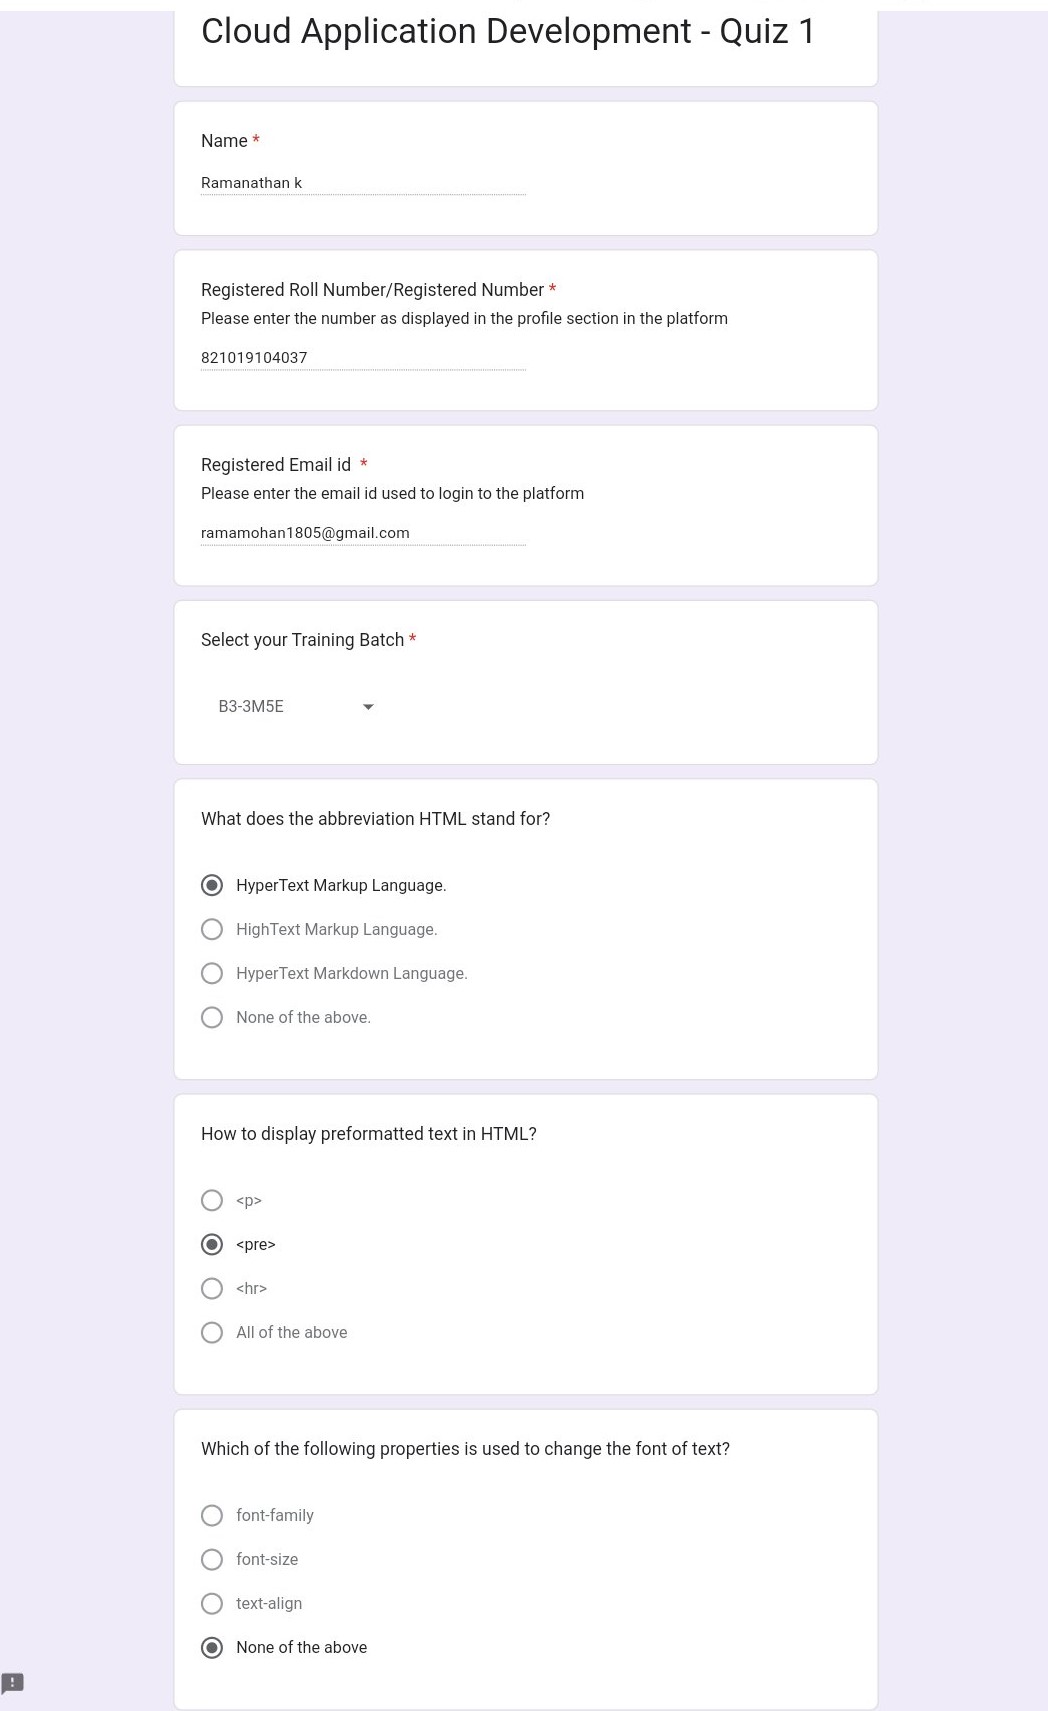 Cloud Application Development - Quiz 1
Name *
Ramanathan k
Registered Roll Number/Registered Number *
Please enter the number as displayed in the profile section in the platform
821019104037
Registered Email id *
Please enter the email id used to login to the platform
ramamohan1805@gmail.com
Select your Training Batch *
B3-3M5E
What does the abbreviation HTML stand for?
HyperText Markup Language.
HighText Markup Language.
HyperText Markdown Language.
None of the above.
How to display preformatted text in HTML?
<p>
<pre>
<hr>
All of the above
Which of the following properties is used to change the font of text?
font-family
font-size
text-align
None of the above